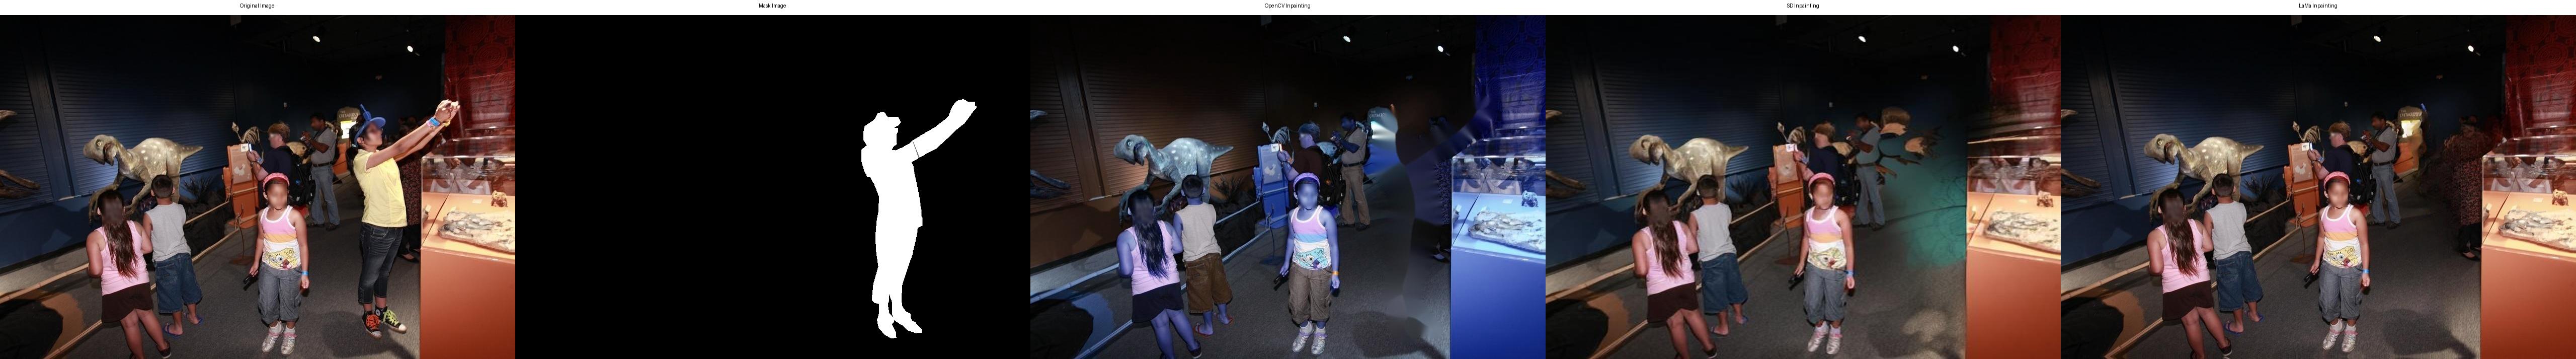 Original Image
Mask Image
OpenCV Inpainting
SD Inpainting
LaMa Inpainting